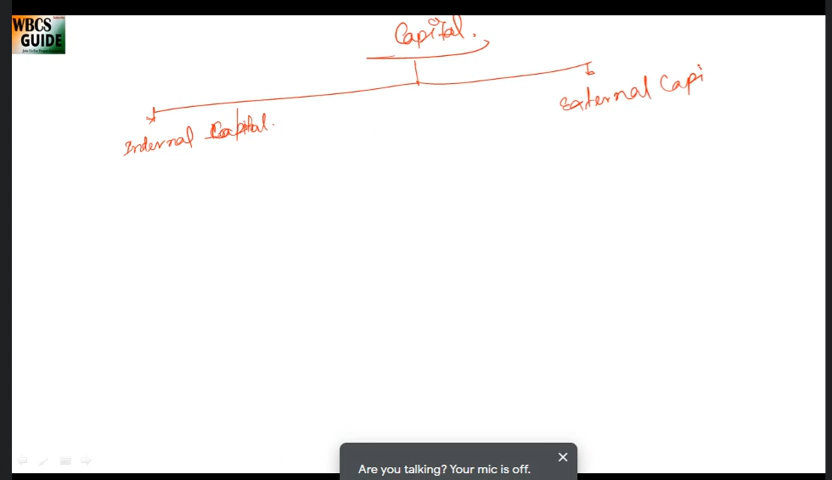 WBCS
GUIDE
Capital.
Internal Capital.
External Capi
Are you talking? Your mic is off.